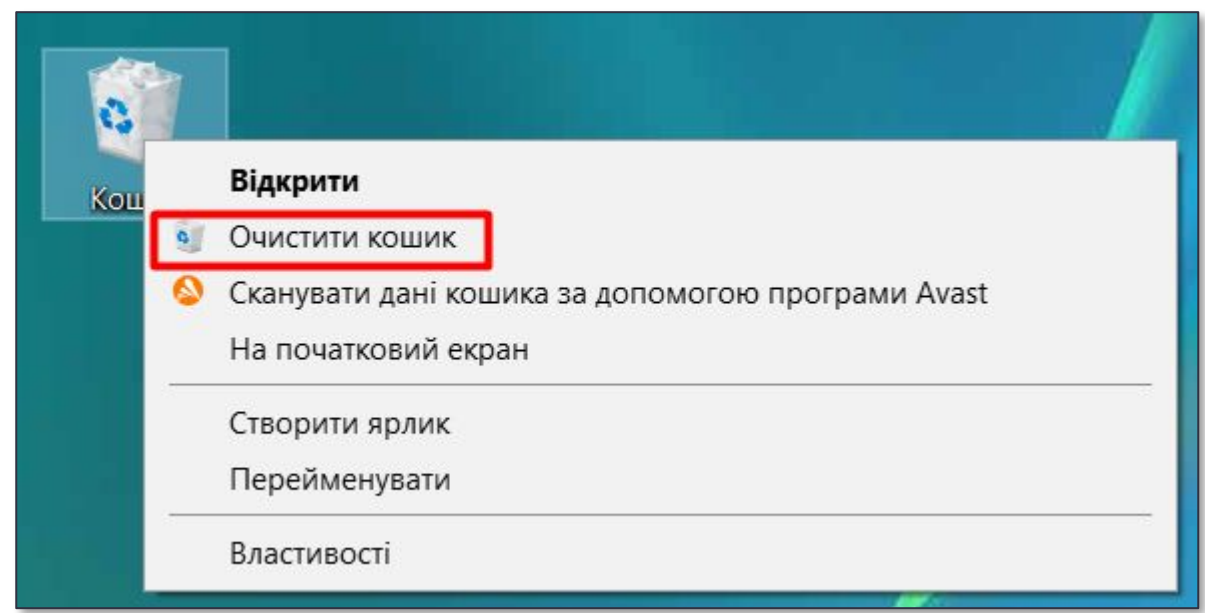 Відкрити
Очистити кошик
Сканувати дані кошика за допомогою програми Avast
На початковий екран
Створити ярлик
Перейменувати
Властивості